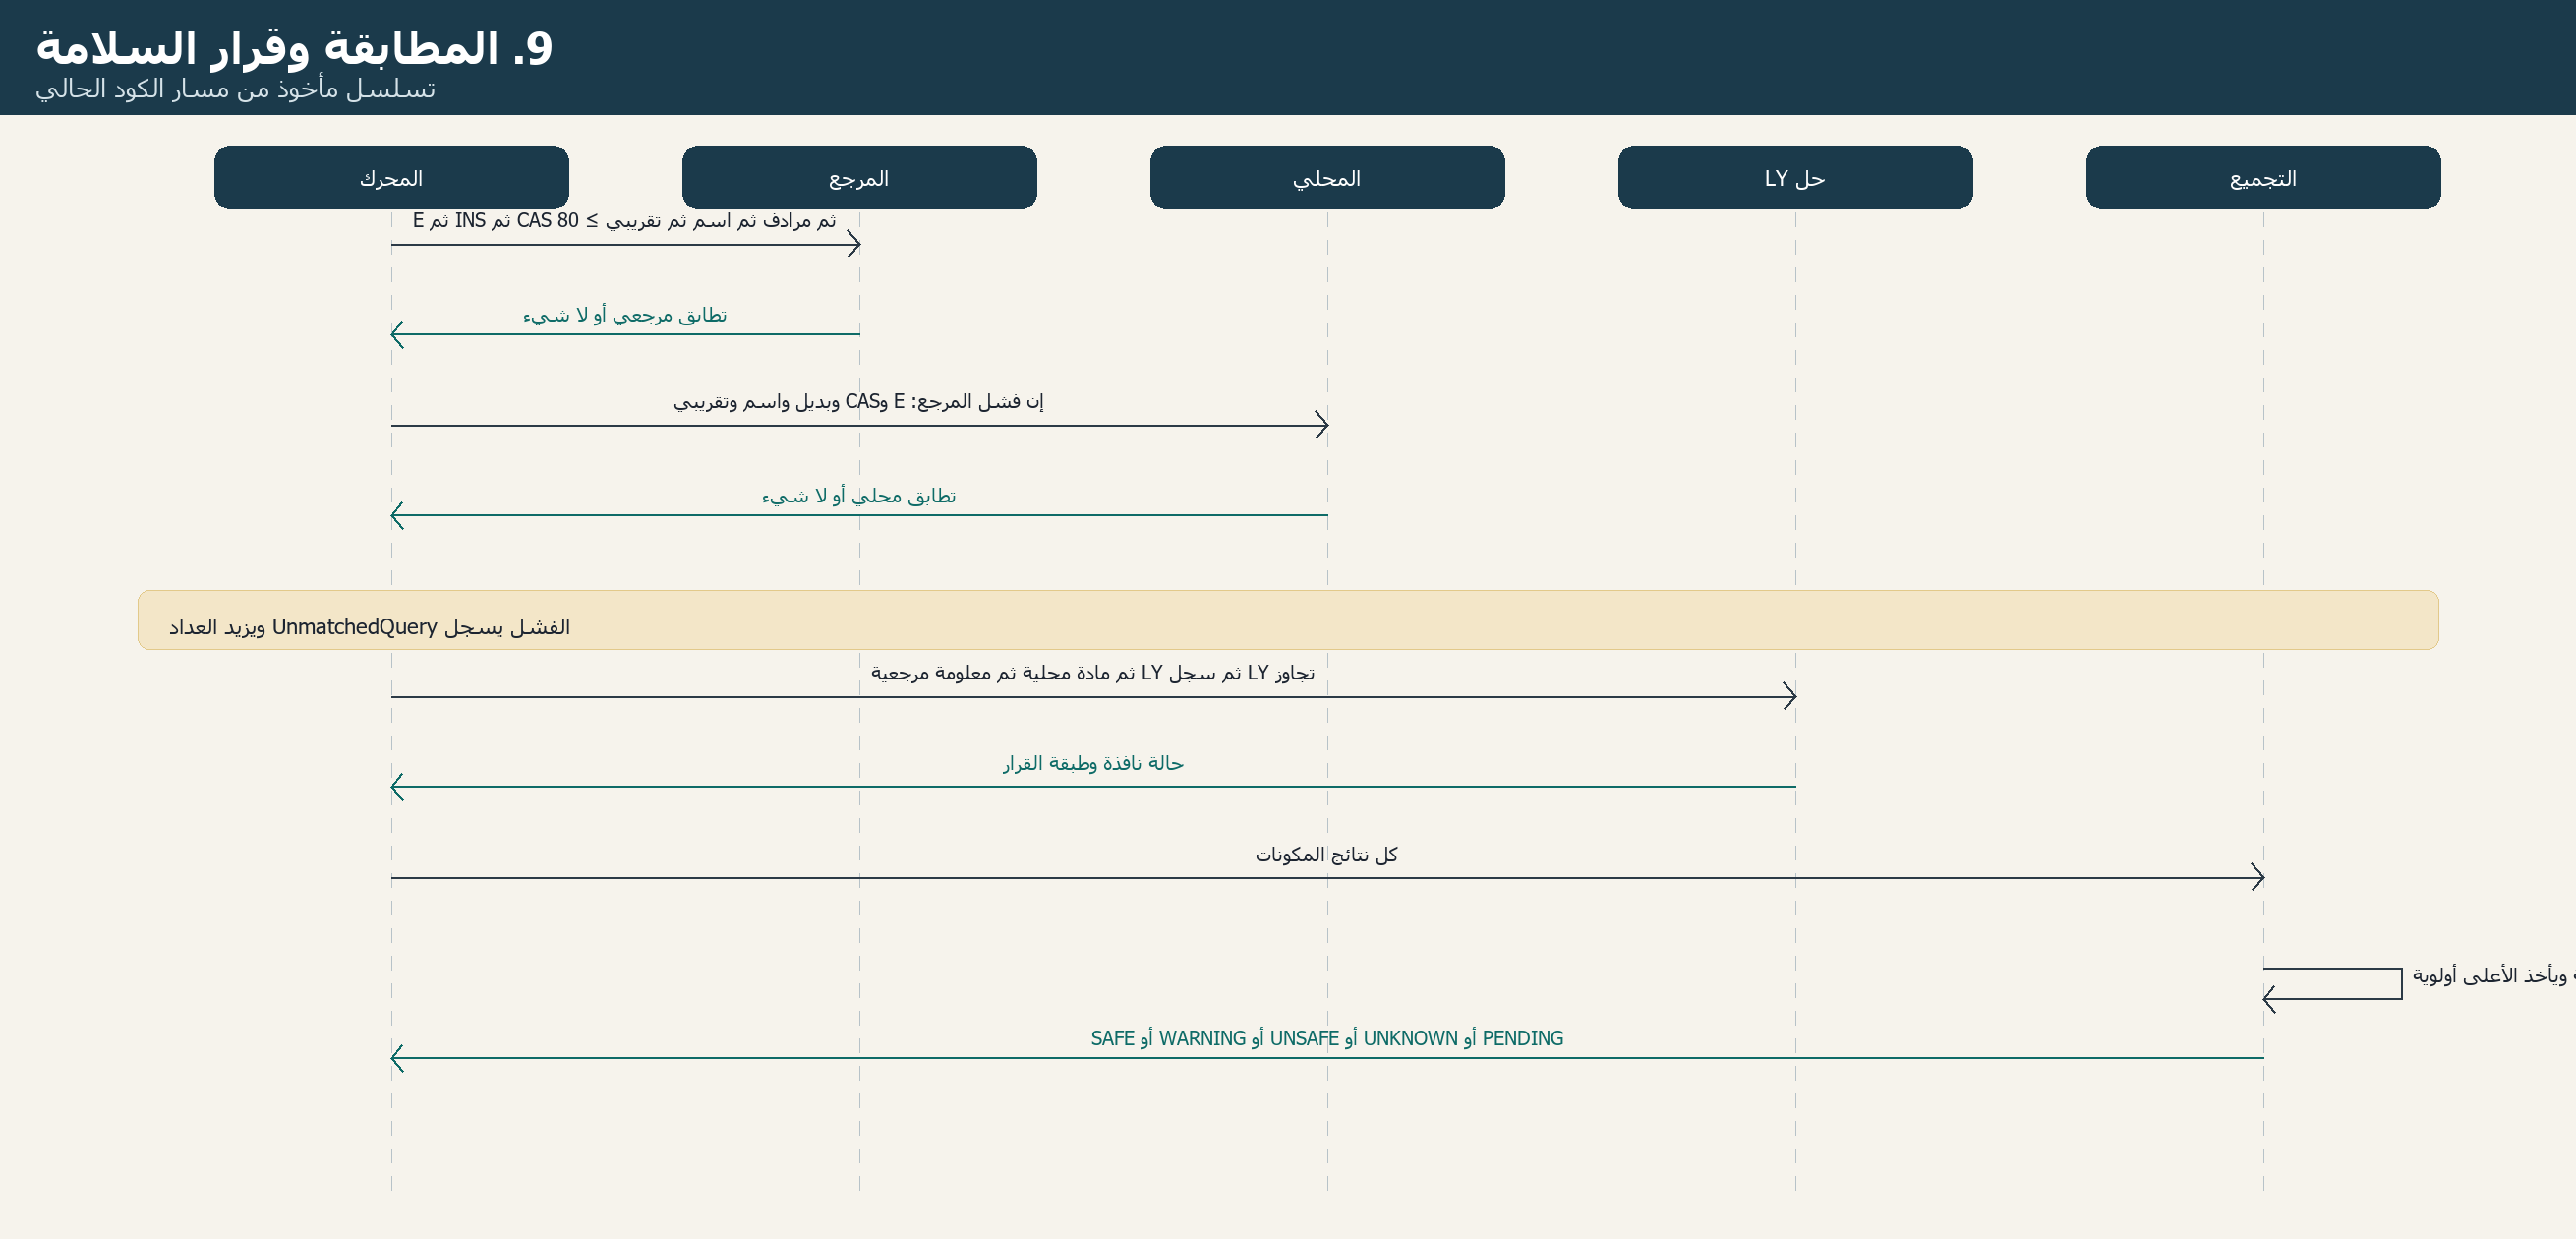 9. المطابقة وقرار السلامة
تسلسل مأخوذ من مسار الكود الحالي
المحرك
المرجع
المحلي
حل LY
التجميع
ثم مرادف ثم اسم ثم تقريبي ≥ CAS 80 ثم INS ثم E
تطابق مرجعي أو لا شيء
إن فشل المرجع: E وCAS وبديل واسم وتقريبي
تطابق محلي أو لا شيء
الفشل يسجل UnmatchedQuery ويزيد العداد
تجاوز LY ثم سجل LY ثم مادة محلية ثم معلومة مرجعية
حالة نافذة وطبقة القرار
كل نتائج المكونات
ويأخذ الأعلى أولوية
PENDING أو UNKNOWN أو UNSAFE أو WARNING أو SAFE